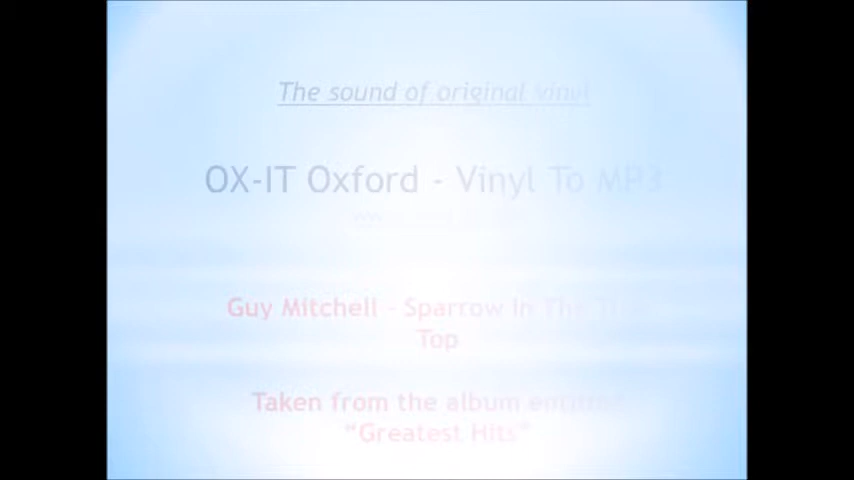 The sound of original vinyl
OX-IT Oxford - Vinyl To MP3
Guy Mitchell - Sparrow In The
Top
Taken from the album entitled
“Greatest Hits”